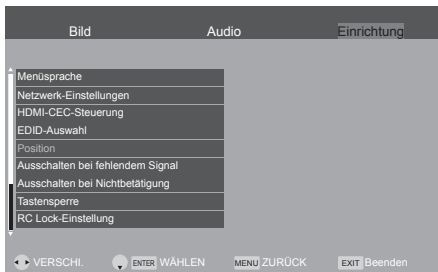 Bild Audio Einrichtung
Menüsprache
Netzwerk-Einstellungen
HDMI-CEC-Steuerung
EDID-Auswahl
Position
Ausschalten bei fehlendem Signal
Ausschalten bei Nichtbetätigung
Tastensperre
RC Lock-Einstellung
VERSCHI. ENTER WÄHLEN MENU ZURÜCK EXIT Beenden